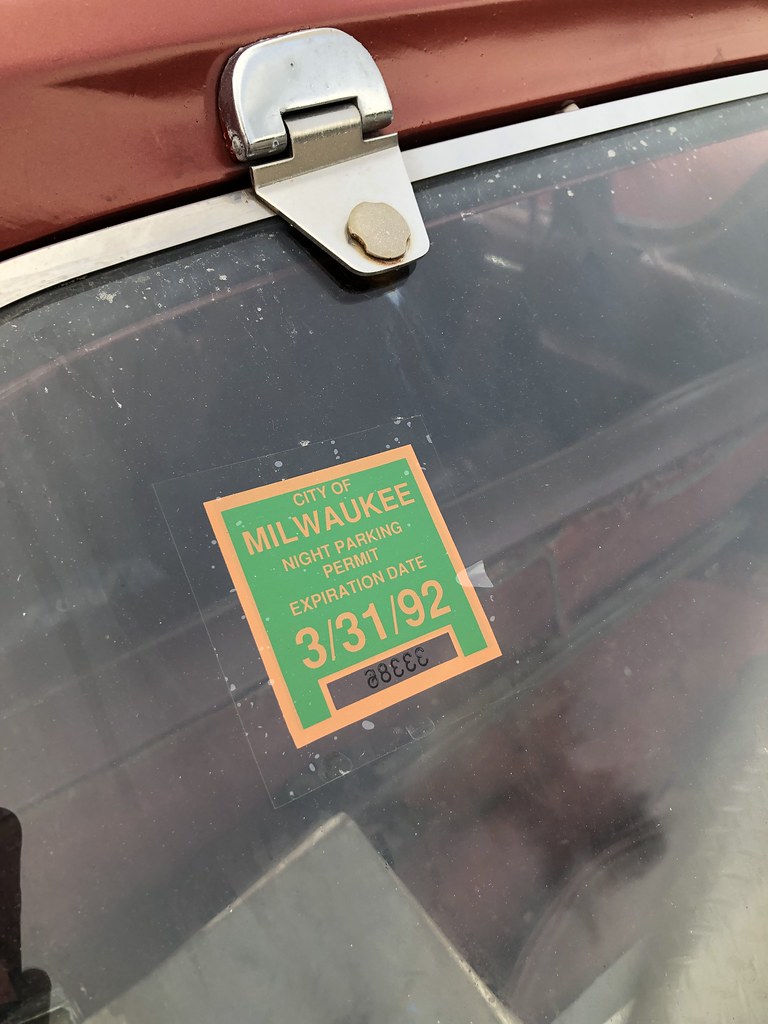 CITY OF
MILWAUKEE
NIGHT PARKING
PERMIT
EXPIRATION DATE
3/31/92